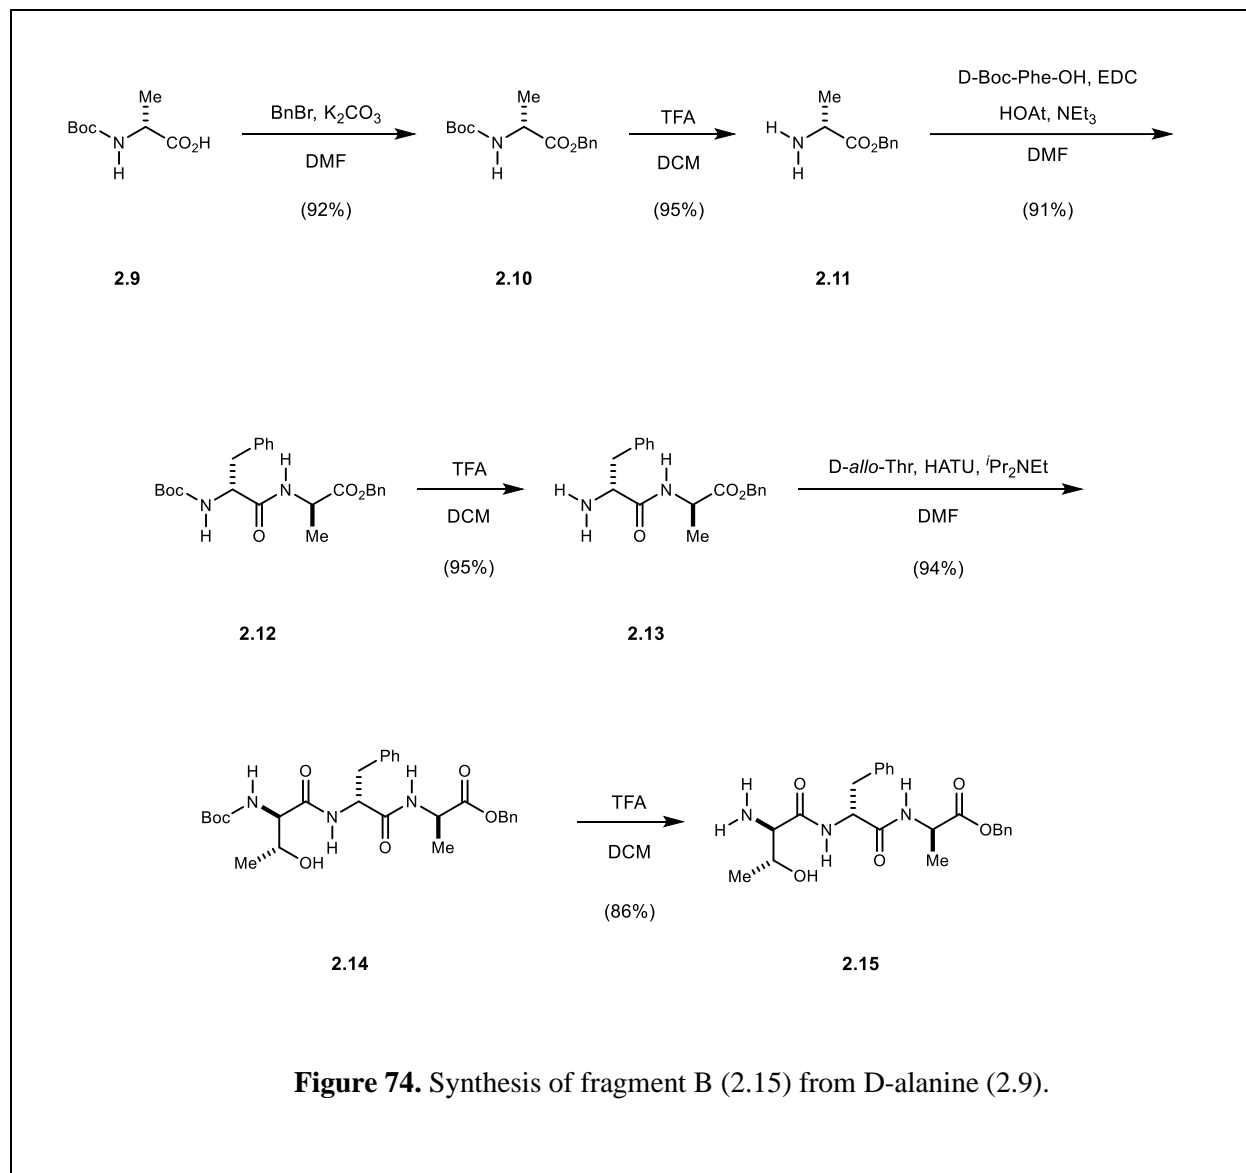 Me
Boc
N
H
CO₂H
BnBr, K₂CO₃
DMF
(92%)
Me
Boc
N
H
CO₂Bn
TFA
DCM
(95%)
Me
H
N
H
CO₂Bn
D-Boc-Phe-OH, EDC
HOAt, NEt₃
DMF
(91%)
2.9
2.10
2.11
Ph
H
Boc
N
H
N
O
CO₂Bn
Me
TFA
DCM
(95%)
Ph
H
H
N
H
N
O
CO₂Bn
Me
D-allo-Thr, HATU, ⁱPr₂NEt
DMF
(94%)
2.12
2.13
H
N
Boc
O
Me
OH
N
H
Ph
O
H
N
Me
O
OBn
TFA
DCM
(86%)
H
N
H
O
Me
OH
N
H
Ph
O
H
N
Me
O
OBn
2.14
2.15
Figure 74. Synthesis of fragment B (2.15) from D-alanine (2.9).